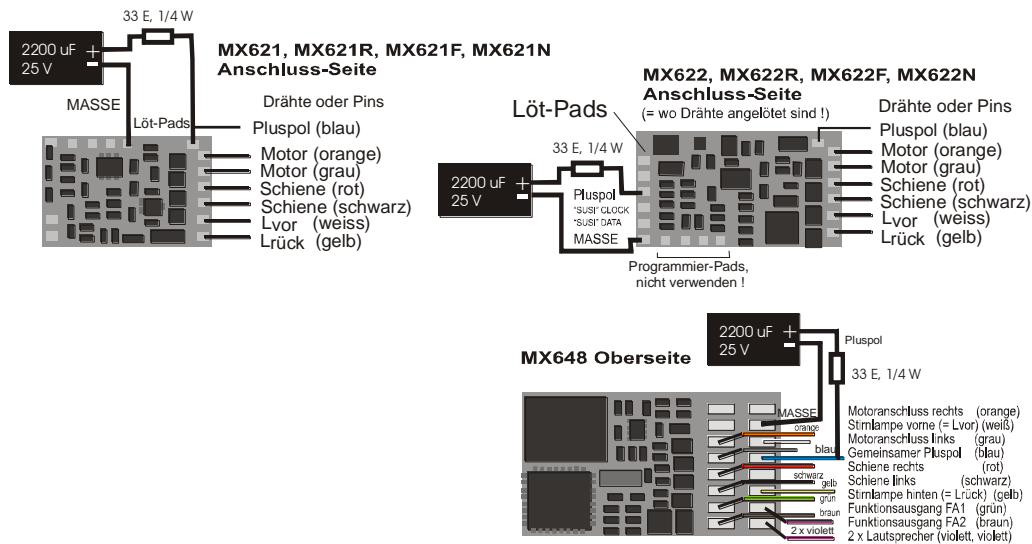 33 E, 1/4 W
2200 uF +
25 V
MASSE
MX621, MX621R, MX621F, MX621N
Anschluss-Seite
Drähte oder Pins
Löt-Pads
Pluspol (blau)
Motor (orange)
Motor (grau)
Schiene (rot)
Schiene (schwarz)
Lvor (weiss)
Lrück (gelb)
MX622, MX622R, MX622F, MX622N
Anschluss-Seite
(= wo Drähte angelötet sind !)
Löt-Pads
33 E, 1/4 W
2200 uF +
25 V
Pluspol
"SUSI" CLOCK
"SUSI" DATA
MASSE
Programmier-Pads,
nicht verwenden !
Drähte oder Pins
Pluspol (blau)
Motor (orange)
Motor (grau)
Schiene (rot)
Schiene (schwarz)
Lvor (weiss)
Lrück (gelb)
MX648 Oberseite
2200 uF +
25 V
Pluspol
33 E, 1/4 W
MASSE
orange
blau
schwarz
gelb
grün
braun
2 x violett
Motoranschluss rechts (orange)
Stirnlampe vorne (= Lvor) (weiß)
Motoranschluss links (grau)
Gemeinsamer Pluspol (blau)
Schiene rechts (rot)
Schiene links (schwarz)
Stirnlampe hinten (= Lrück) (gelb)
Funktionsausgang FA1 (grün)
Funktionsausgang FA2 (braun)
2 x Lautsprecher (violett, violett)